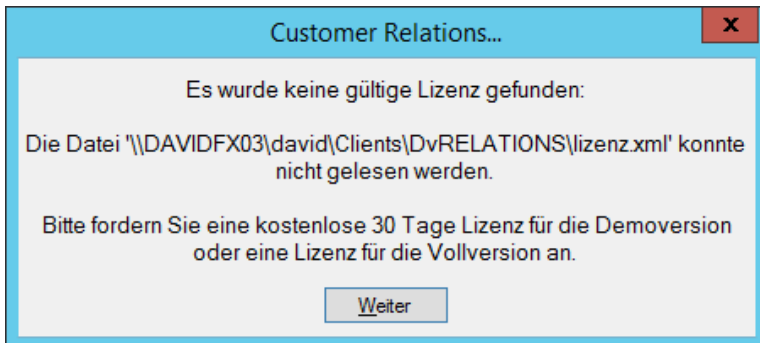 Customer Relations...
x
Es wurde keine gültige Lizenz gefunden:
Die Datei '\\DAVIDFX03\david\Clients\DvRELATIONS\lizenz.xml' konnte
nicht gelesen werden.
Bitte fordern Sie eine kostenlose 30 Tage Lizenz für die Demoversion
oder eine Lizenz für die Vollversion an.
Weiter